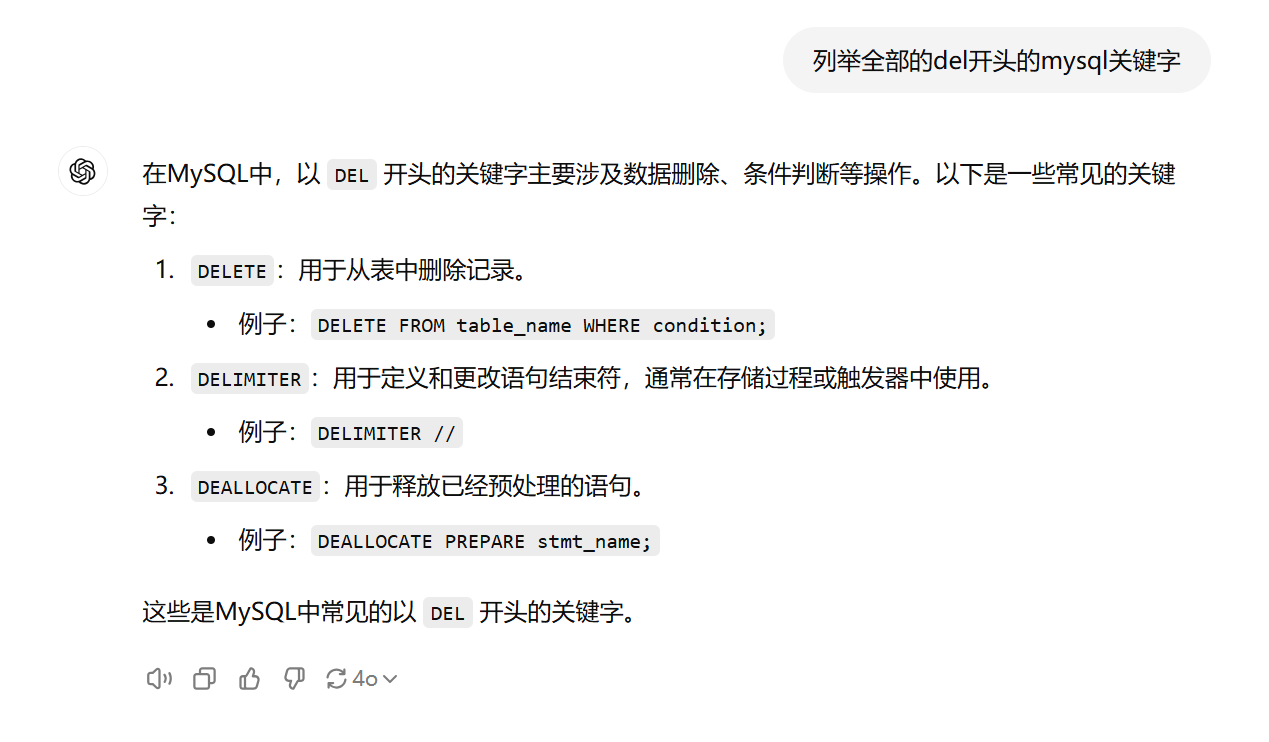 列举全部的del开头的mysql关键字
在MySQL中，以 DEL 开头的关键字主要涉及数据删除、条件判断等操作。以下是一些常见的关键
字：
1. DELETE：用于从表中删除记录。
• 例子：DELETE FROM table_name WHERE condition;
2. DELIMITER：用于定义和更改语句结束符，通常在存储过程或触发器中使用。
• 例子：DELIMITER //
3. DEALLOCATE：用于释放已经预处理的语句。
• 例子：DEALLOCATE PREPARE stmt_name;
这些是MySQL中常见的以 DEL 开头的关键字。
4o